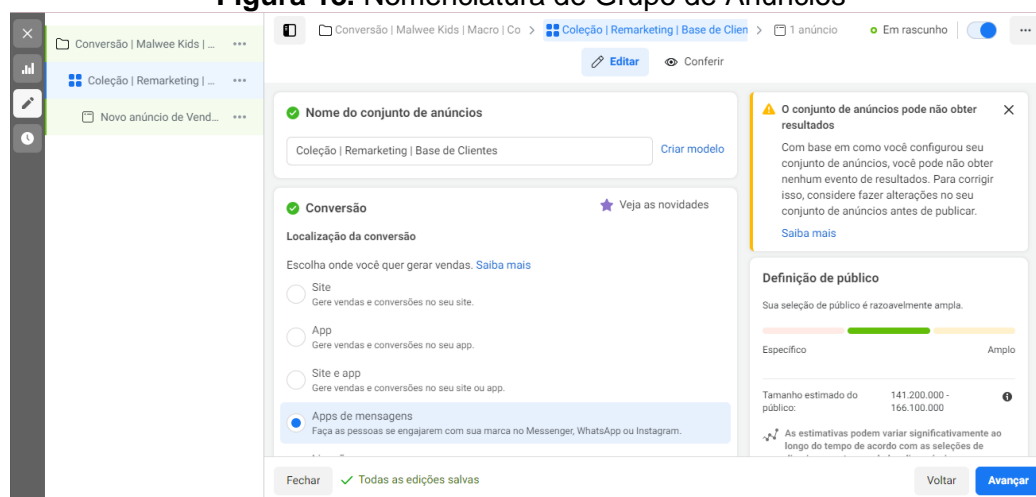 Figura 18. Nomenclatura de Grupo de Anúncios
Conversão | Malwee Kids | ...
Coleção | Remarketing | ...
Novo anúncio de Vend...
Conversão | Malwee Kids | Macro | Co
Coleção | Remarketing | Base de Clien
1 anúncio
Em rascunho
Editar
Conferir
Nome do conjunto de anúncios
Coleção | Remarketing | Base de Clientes
Criar modelo
Conversão
Veja as novidades
Localização da conversão
Escolha onde você quer gerar vendas. Saiba mais
Site
Gere vendas e conversões no seu site.
App
Gere vendas e conversões no seu app.
Site e app
Gere vendas e conversões no seu site ou app.
Apps de mensagens
Faça as pessoas se engajarem com sua marca no Messenger, WhatsApp ou Instagram.
O conjunto de anúncios pode não obter
resultados
Com base em como você configurou seu
conjunto de anúncios, você pode não obter
nenhum evento de resultados. Para corrigir
isso, considere fazer alterações no seu
conjunto de anúncios antes de publicar.
Saiba mais
Definição de público
Sua seleção de público é razoavelmente ampla.
Específico
Amplo
Tamanho estimado do
público:
141.200.000 -
166.100.000
As estimativas podem variar significativamente ao
longo do tempo de acordo com as seleções de
Fechar
Todas as edições salvas
Voltar
Avançar